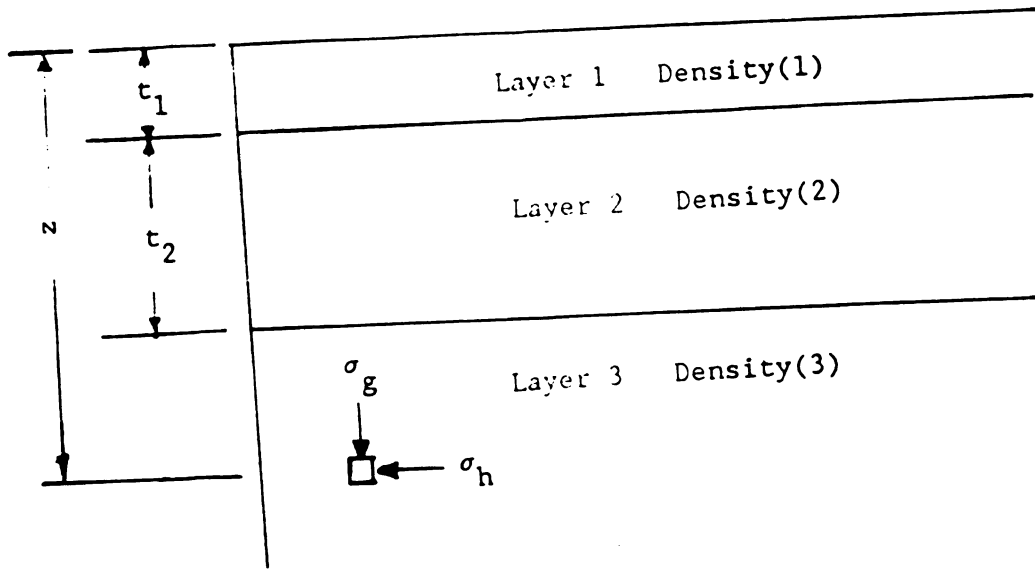 Layer 1 Density(1)
t₁
Layer 2 Density(2)
z
t₂
Layer 3 Density(3)
σg
σh